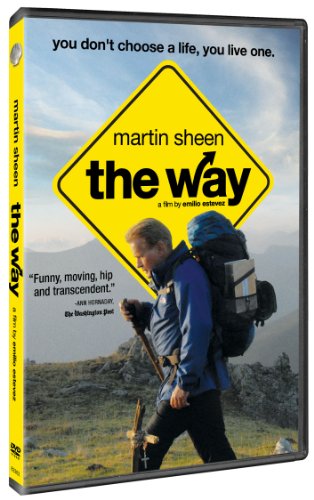 you don't choose a life, you live one.
martin sheen
the way
a film by emilio estevez
"Funny, moving, hip
and transcendent."
-ANN HORNADAY,
The Washington Post
martin sheen
the way
a film by emilio estevez
DVD